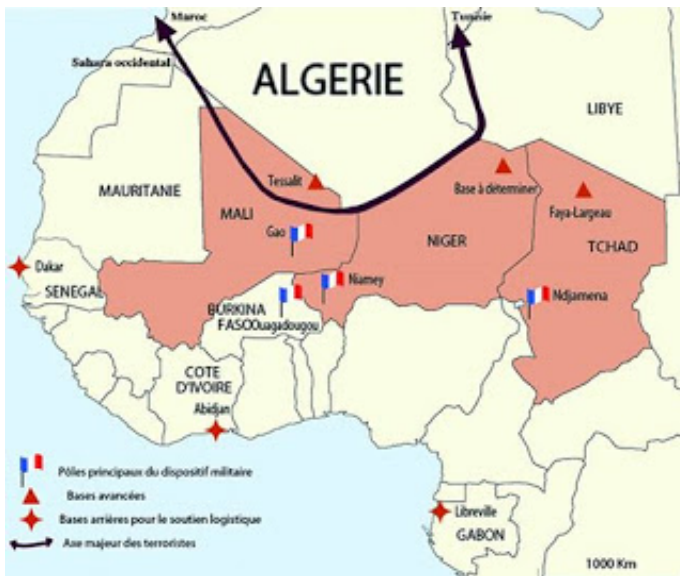 Maroc
Tunisie
Sahara occidental
ALGERIE
LIBYE
MAURITANIE
Tessalit
Base à déterminer
Faya-Largeau
MALI
Gao
NIGER
TCHAD
Dakar
SENEGAL
Niamey
Ndjamena
BURKINA
FASO
Ouagadougou
COTE
D'IVOIRE
Abidjan
Pôles principaux du dispositif militaire
Bases avancées
Bases arrières pour le soutien logistique
Axe majeur des terroristes
Libreville
GABON
1000 Km